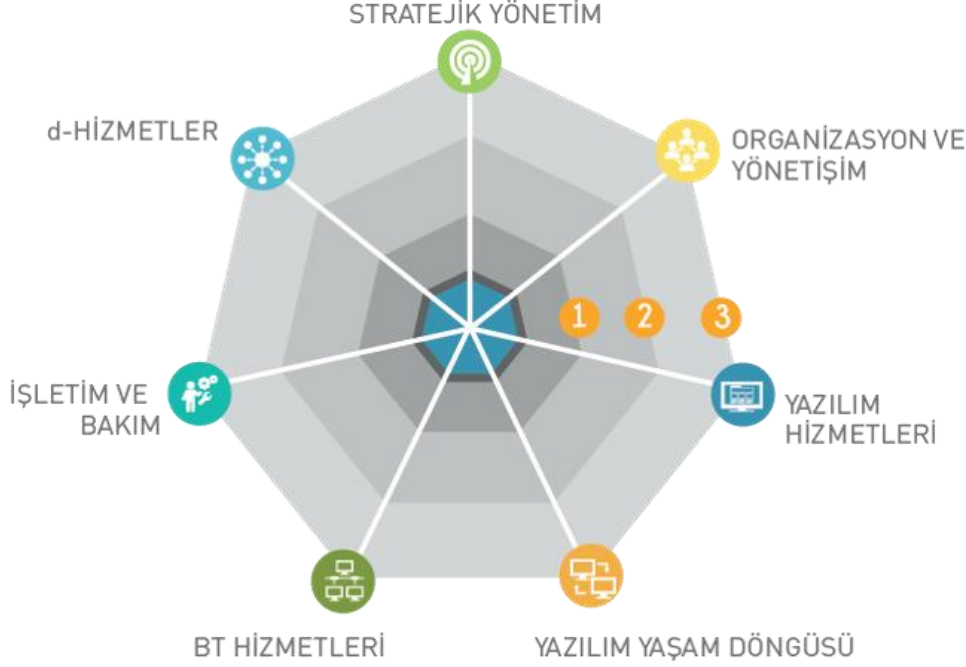 STRATEJİK YÖNETİM
d-HİZMETLER
ORGANİZASYON VE
YÖNETİŞİM
1 2 3
İŞLETİM VE
BAKIM
YAZILIM
HİZMETLERİ
BT HİZMETLERİ
YAZILIM YAŞAM DÖNGÜSÜ